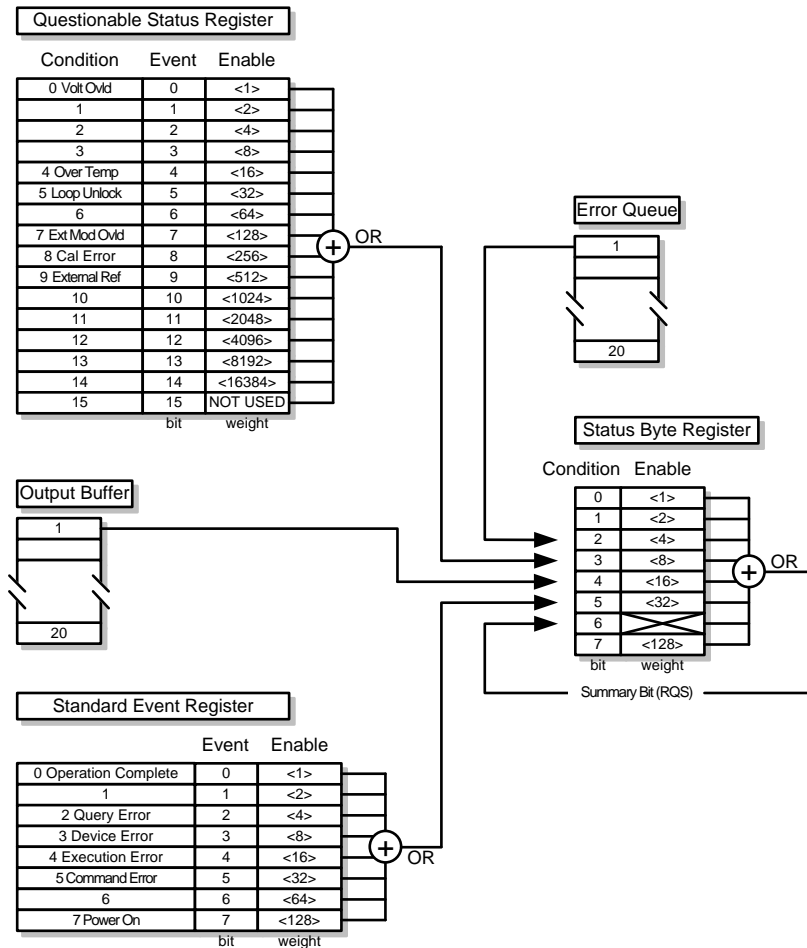 Questionable Status Register
Condition Event Enable
0 Volt Ovld 0 <1>
1 1 <2>
2 2 <4>
3 3 <8>
4 Over Temp 4 <16>
5 Loop Unlock 5 <32>
6 6 <64>
7 Ext Mod Ovld 7 <128>
8 Cal Error 8 <256>
9 External Ref 9 <512>
10 10 <1024>
11 11 <2048>
12 12 <4096>
13 13 <8192>
14 14 <16384>
15 15 NOT USED
bit weight
+ OR
Error Queue
1
20
Output Buffer
1
20
Status Byte Register
Condition Enable
0 <1>
1 <2>
2 <4>
3 <8>
4 <16>
5 <32>
6
7 <128>
bit weight
+ OR
Summary Bit (RQS)
Standard Event Register
Event Enable
0 Operation Complete 0 <1>
1 1 <2>
2 Query Error 2 <4>
3 Device Error 3 <8>
4 Execution Error 4 <16>
5 Command Error 5 <32>
6 6 <64>
7 Power On 7 <128>
bit weight
+ OR